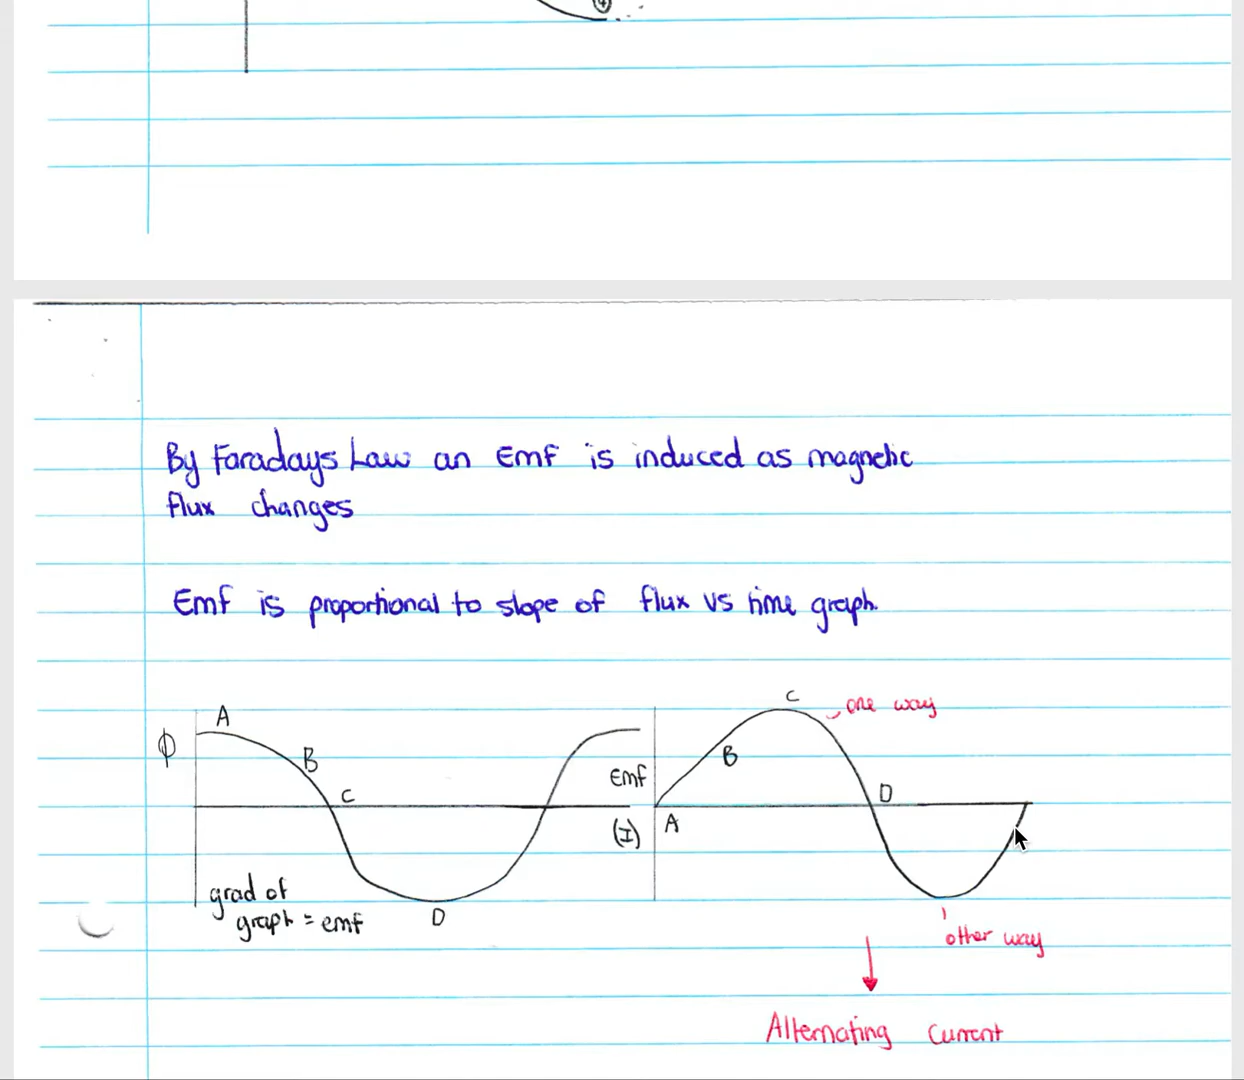 By Faradays Law an Emf is induced as magnetic
flux changes
Emf is proportional to slope of flux vs time graph.
A
Φ
B
C
D
grad of
graph = emf
C
one way
Emf
B
D
(I)
A
other way
Alternating Current